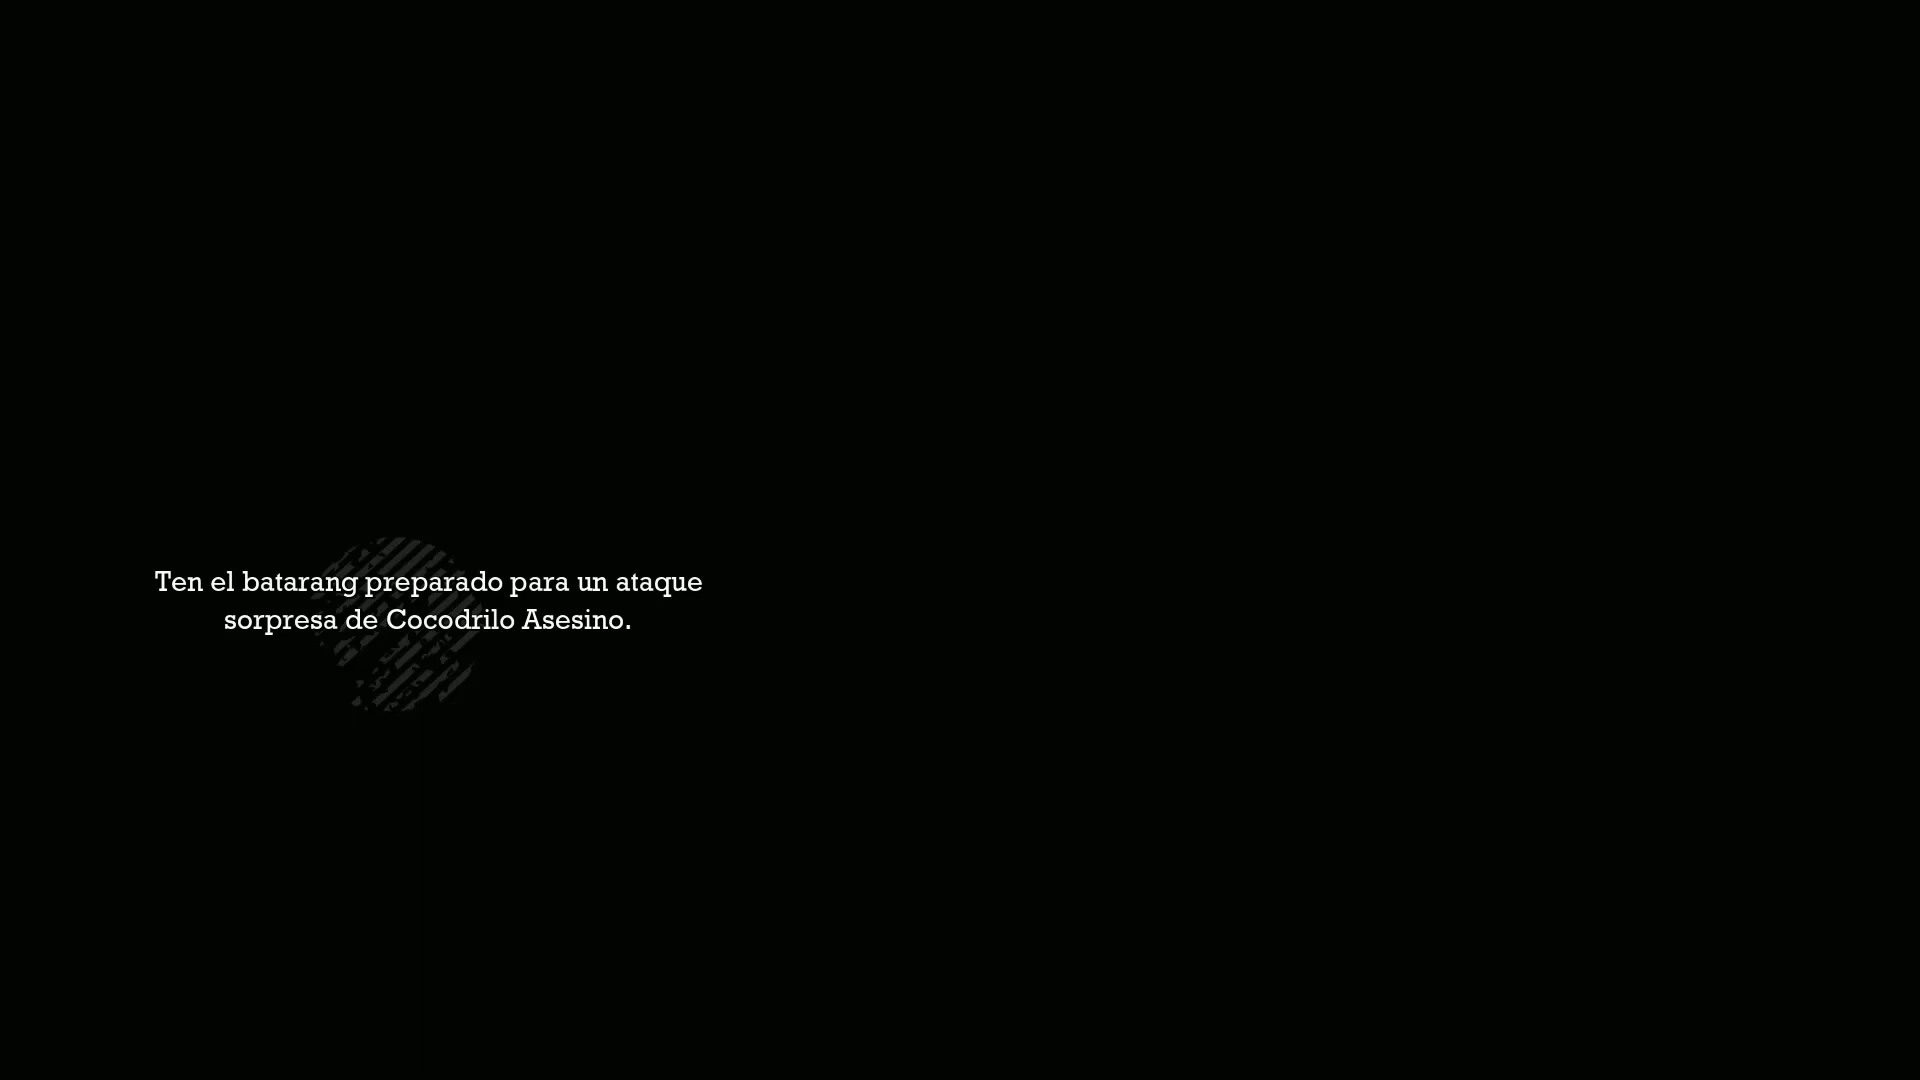 Ten el batarang preparado para un ataque
sorpresa de Cocodrilo Asesino.